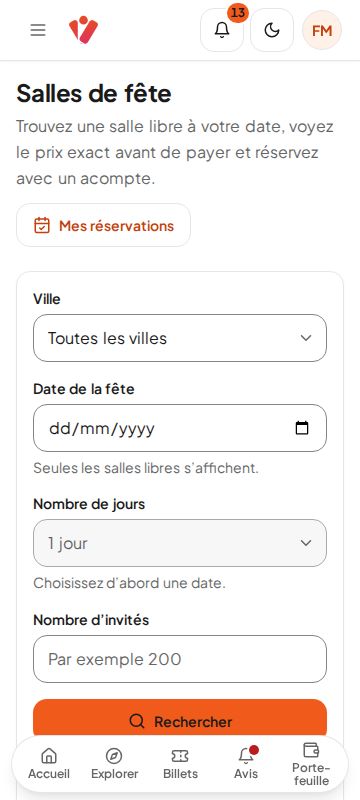 13
FM
Salles de fête
Trouvez une salle libre à votre date, voyez
le prix exact avant de payer et réservez
avec un acompte.
Mes réservations
Ville
Toutes les villes
Date de la fête
dd/mm/yyyy
Seules les salles libres s’affichent.
Nombre de jours
1 jour
Choisissez d’abord une date.
Nombre d’invités
Par exemple 200
Rechercher
Accueil
Explorer
Billets
Avis
Porte-
feuille